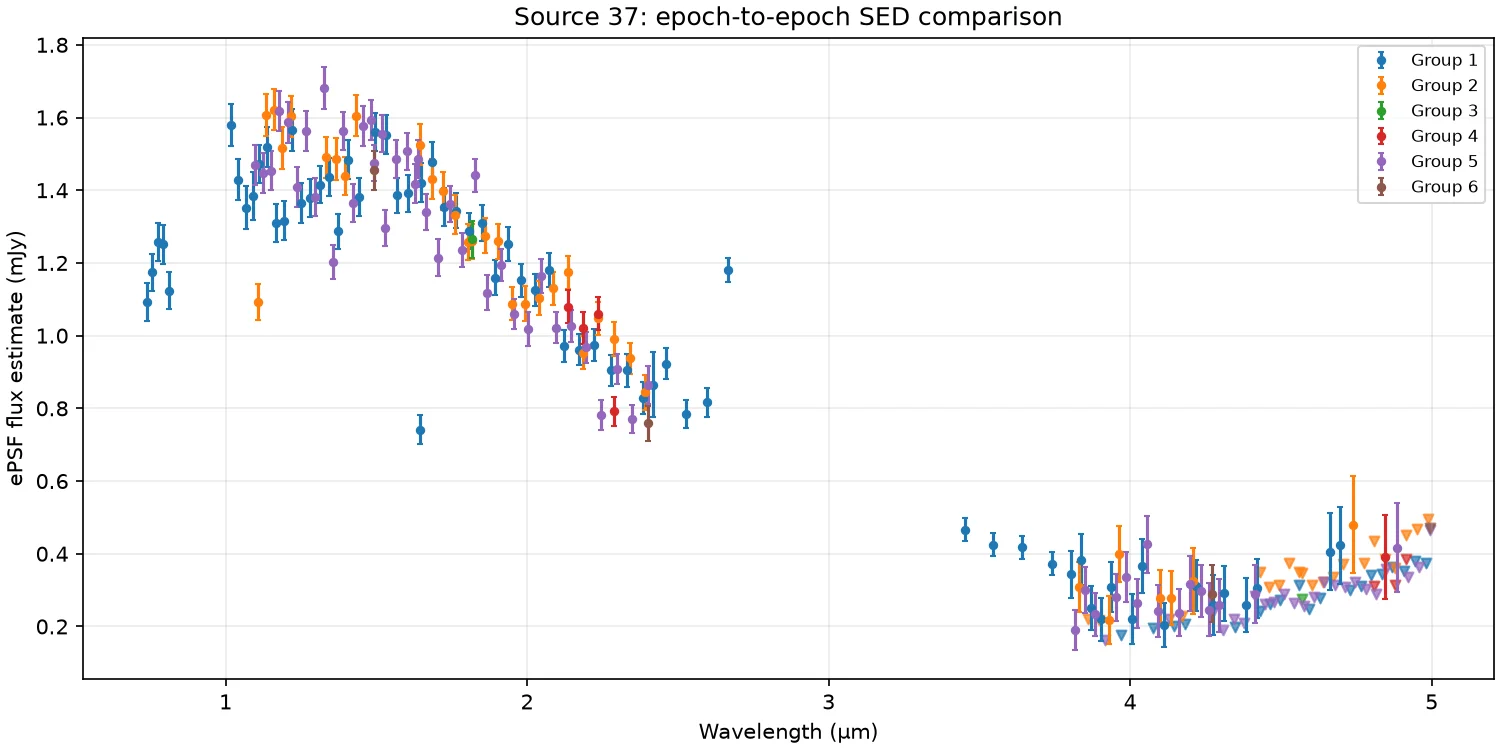 Source 37: epoch-to-epoch SED comparison
ePSF flux estimate (mJy)
1.8
1.6
1.4
1.2
1.0
0.8
0.6
0.4
0.2
Group 1
Group 2
Group 3
Group 4
Group 5
Group 6
1 2 3 4 5
Wavelength (µm)